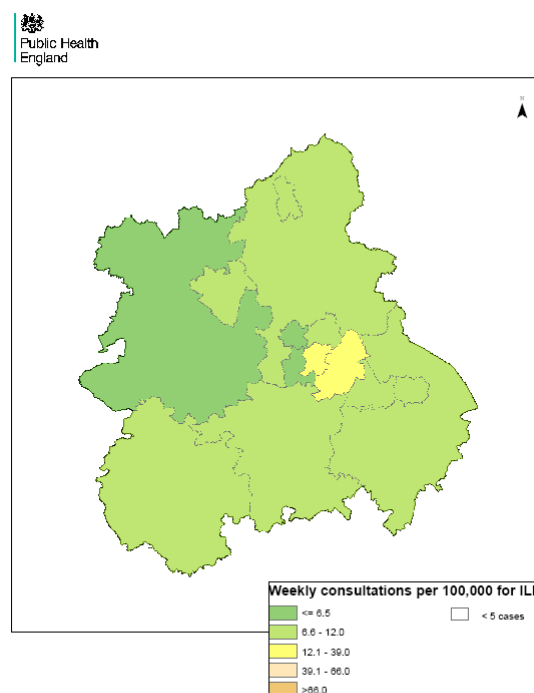 Public Health
England
N
Weekly consultations per 100,000 for ILI
<= 6.5
< 5 cases
6.6 - 12.0
12.1 - 39.0
39.1 - 66.0
>66.0